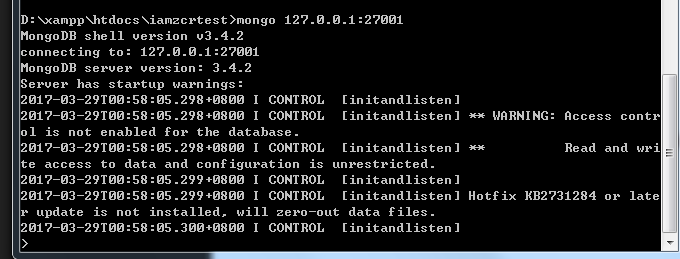 D:\xampp\htdocs\iamzcrtest>mongo 127.0.0.1:27001
MongoDB shell version v3.4.2
connecting to: 127.0.0.1:27001
MongoDB server version: 3.4.2
Server has startup warnings:
2017-03-29T00:58:05.298+0800 I CONTROL  [initandlisten]
2017-03-29T00:58:05.298+0800 I CONTROL  [initandlisten] ** WARNING: Access contr
ol is not enabled for the database.
2017-03-29T00:58:05.298+0800 I CONTROL  [initandlisten] **          Read and wri
te access to data and configuration is unrestricted.
2017-03-29T00:58:05.299+0800 I CONTROL  [initandlisten]
2017-03-29T00:58:05.299+0800 I CONTROL  [initandlisten] Hotfix KB2731284 or late
r update is not installed, will zero-out data files.
2017-03-29T00:58:05.300+0800 I CONTROL  [initandlisten]
>